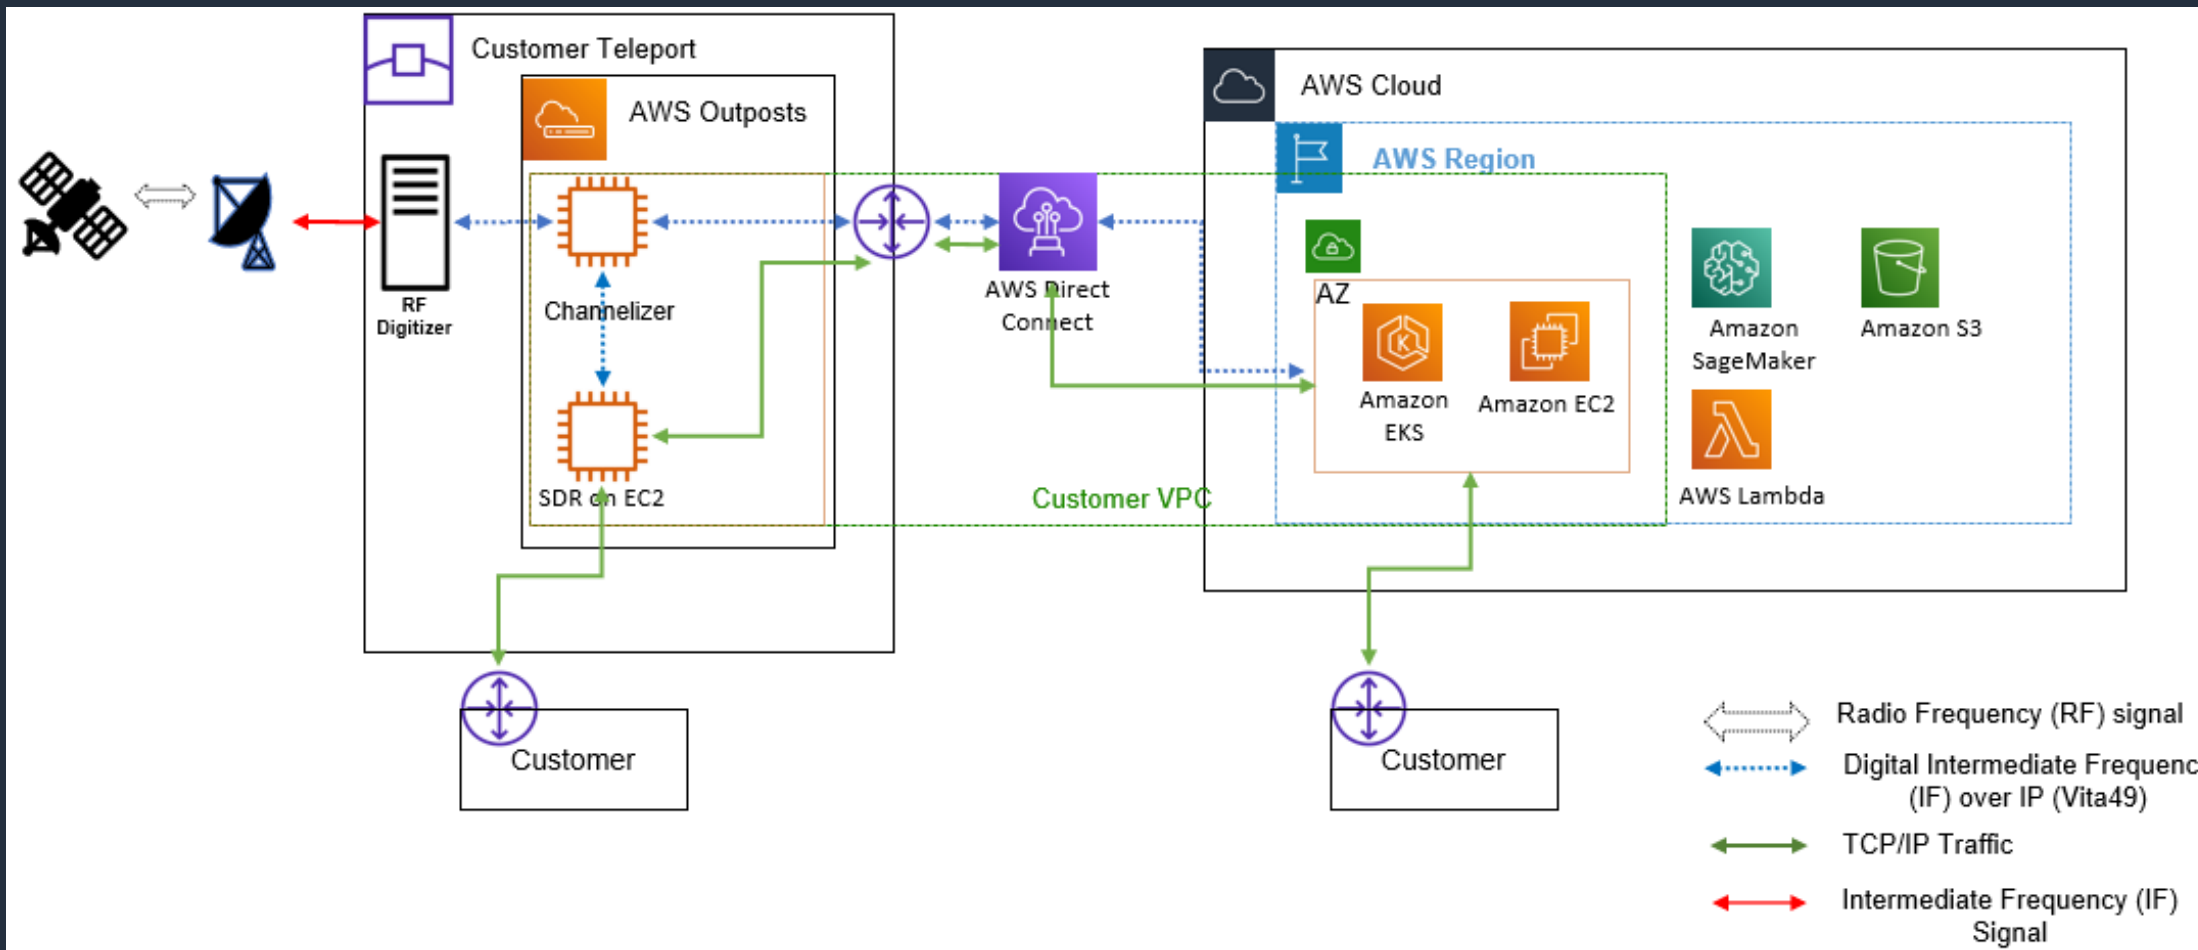 Customer Teleport
AWS Outposts
RF
Digitizer
Channelizer
SDR on EC2
AWS Direct
Connect
Customer VPC
AWS Cloud
AWS Region
AZ
Amazon
EKS
Amazon EC2
Amazon
SageMaker
Amazon S3
AWS Lambda
Customer
Customer
Radio Frequency (RF) signal
Digital Intermediate Frequenc
(IF) over IP (Vita49)
TCP/IP Traffic
Intermediate Frequency (IF)
Signal